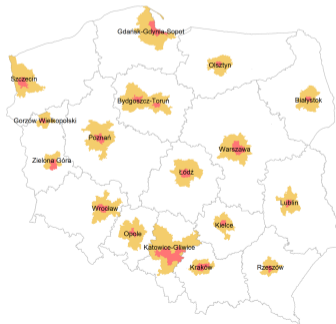 Gdańsk-Gdynia-Sopot
Olsztyn
Szczecin
Białystok
Bydgoszcz-Toruń
Gorzów Wielkopolski
Poznań
Warszawa
Zielona Góra
Łódź
Lublin
Wrocław
Kielce
Opole
Katowice-Gliwice
Kraków
Rzeszów